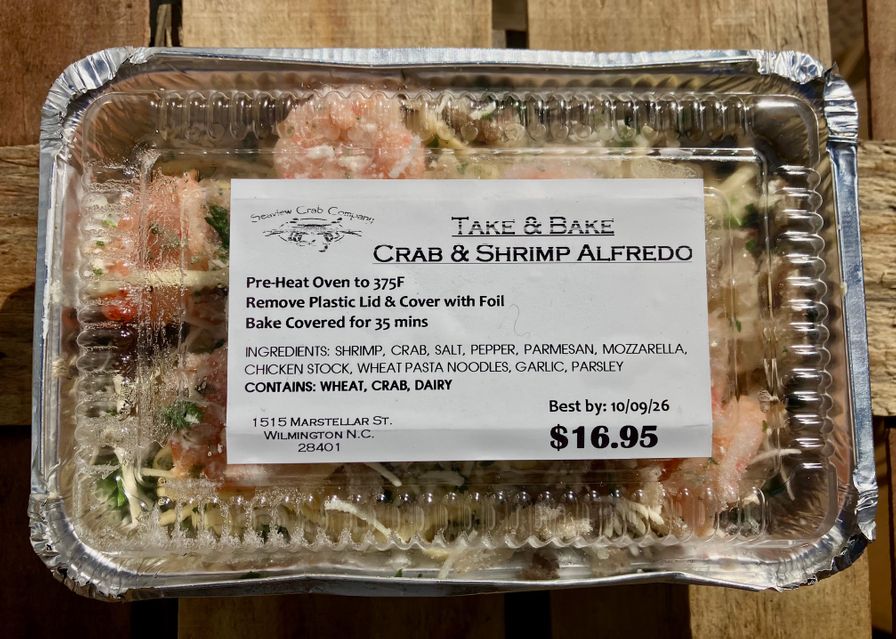 Seaview Crab Company
TAKE & BAKE
CRAB & SHRIMP ALFREDO
Pre-Heat Oven to 375F
Remove Plastic Lid & Cover with Foil
Bake Covered for 35 mins
INGREDIENTS: SHRIMP, CRAB, SALT, PEPPER, PARMESAN, MOZZARELLA,
CHICKEN STOCK, WHEAT PASTA NOODLES, GARLIC, PARSLEY
CONTAINS: WHEAT, CRAB, DAIRY
Best by: 10/09/26
$16.95
1515 MARSTELLAR ST.
WILMINGTON N.C.
28401